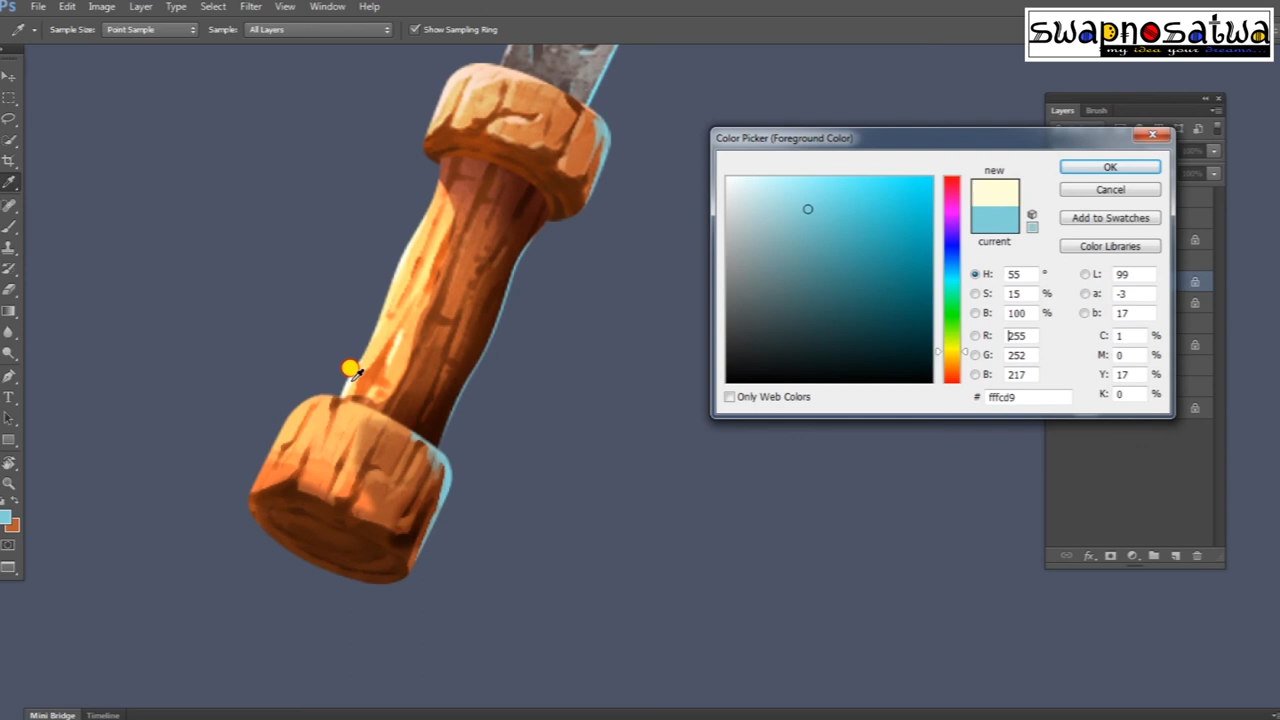 Ps File Edit Image Layer Type Select Filter View Window Help
Sample Size: Point Sample Sample: All Layers Show Sampling Ring
swapnosatwa
my idea your dreams...
Layers Brush
Color Picker (Foreground Color)
new
current
OK
Cancel
Add to Swatches
Color Libraries
H: 55 °
S: 15 %
B: 100 %
R: 255
G: 252
B: 217
L: 99
a: -3
b: 17
C: 1 %
M: 0 %
Y: 17 %
K: 0 %
Only Web Colors
# fffcd9
100%
100%
fx
Mini Bridge Timeline